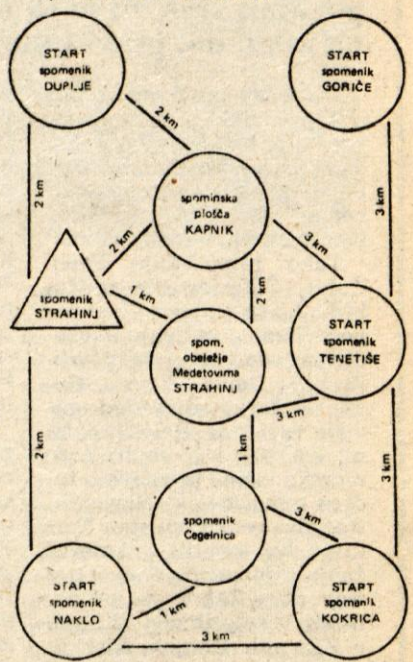 START
spomenik
DUPLJE
START
spomenik
GORIČE
2 km
2 km
3 km
spominska
plošča
KAPNIK
2 km
3 km
spomenik
STRAHINJ
1 km
2 km
spom.
obeležje
Medetovima
STRAHINJ
START
spomenik
TENETIŠE
3 km
2 km
1 km
3 km
spomenik
Cegelnica
3 km
START
spomenik
NAKLO
1 km
START
spomenik
KOKRICA
3 km